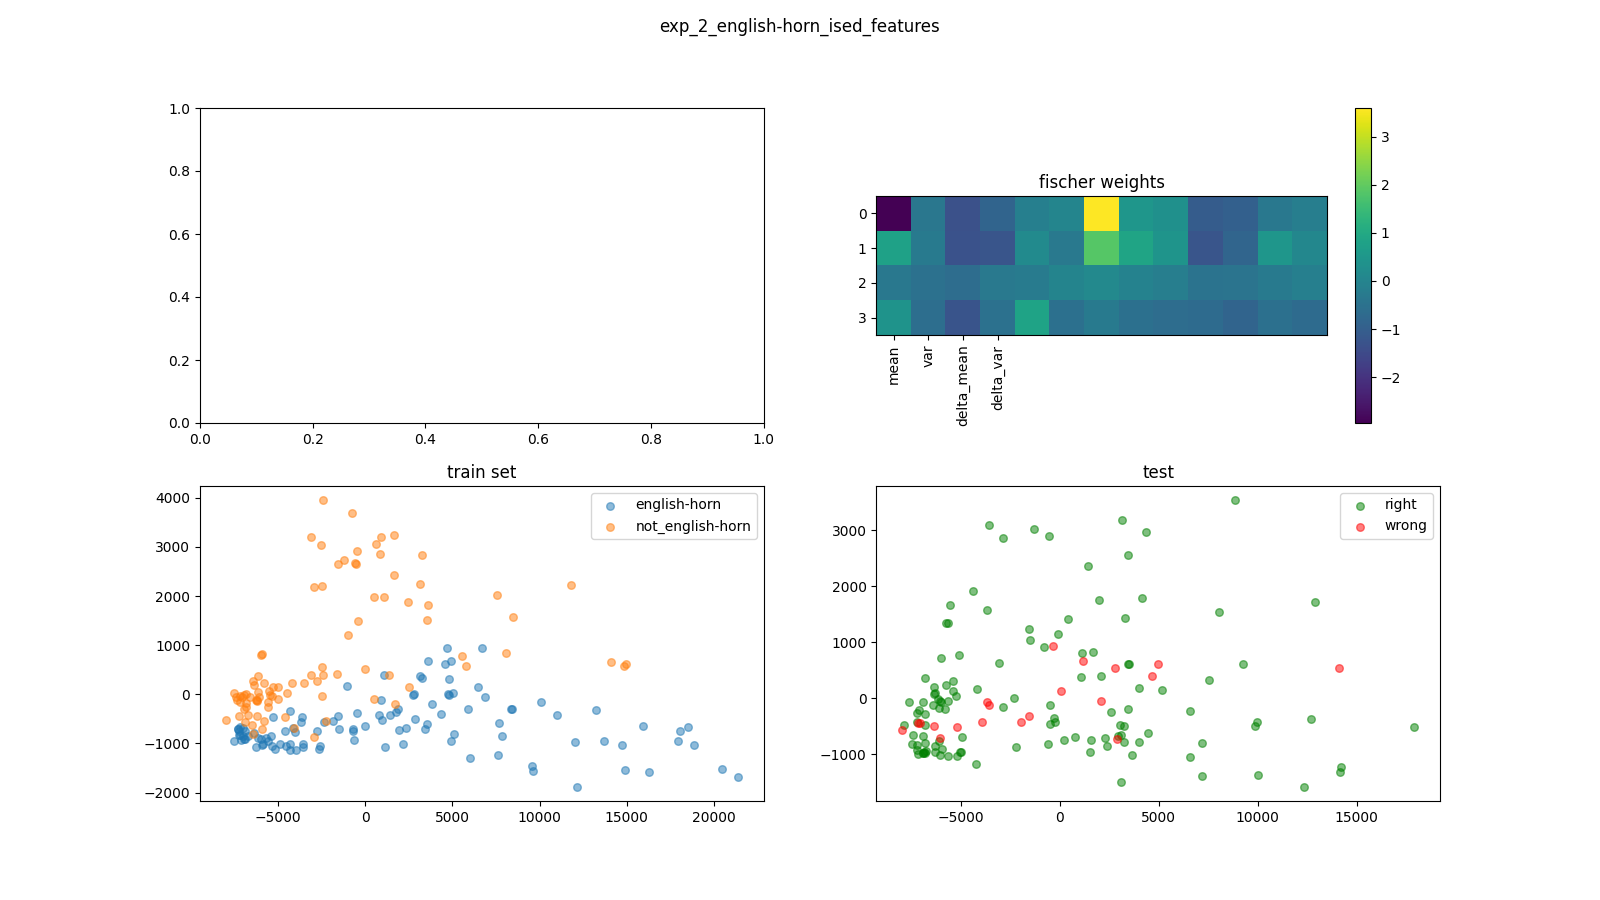 exp_2_english-horn_ised_features
1.0
0.8
0.6
0.4
0.2
0.0
0.0 0.2 0.4 0.6 0.8 1.0
fischer weights
0
1
2
3
mean var delta_mean delta_var
3
2
1
0
−1
−2
train set
english-horn
not_english-horn
4000
3000
2000
1000
0
−1000
−2000
−5000 0 5000 10000 15000 20000
test
right
wrong
3000
2000
1000
0
−1000
−5000 0 5000 10000 15000